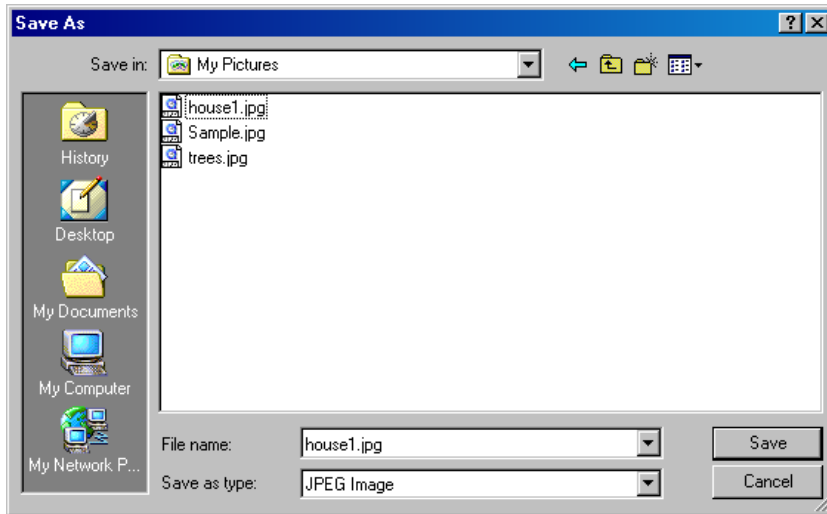 Save As
Save in: My Pictures
house1.jpg
Sample.jpg
trees.jpg
History
Desktop
My Documents
My Computer
My Network P...
File name: house1.jpg Save
Save as type: JPEG Image Cancel